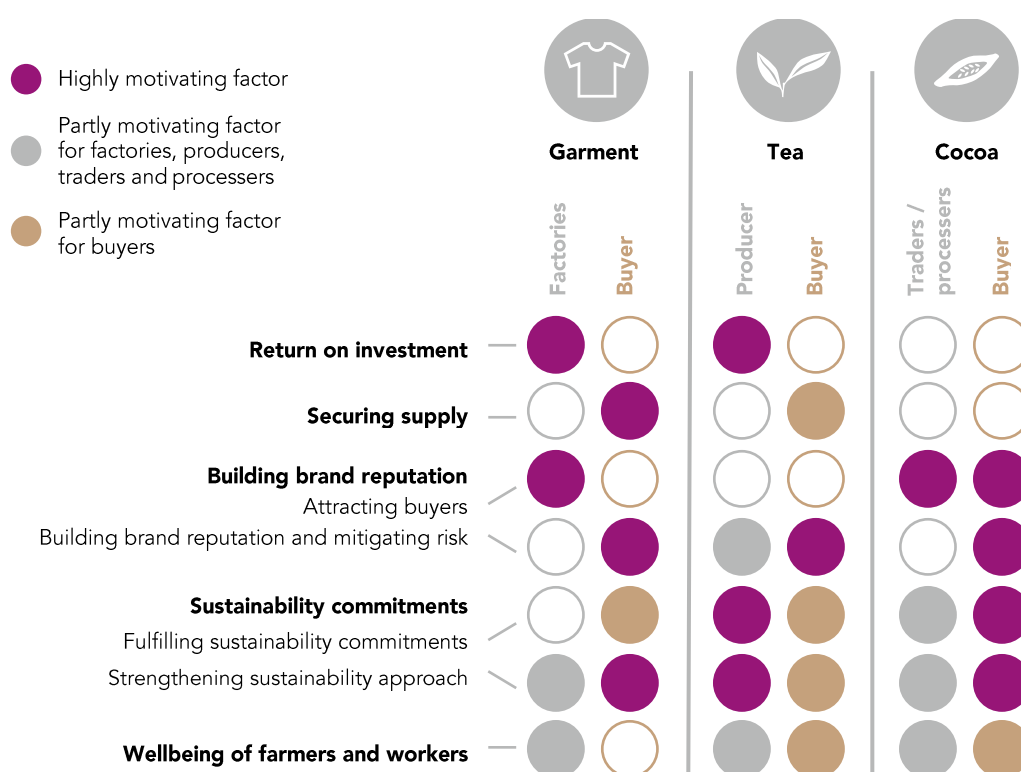 Highly motivating factor
Partly motivating factor
for factories, producers,
traders and processers
Partly motivating factor
for buyers
Garment
Tea
Cocoa
Factories
Buyer
Producer
Buyer
Traders /
processers
Buyer
Return on investment
Securing supply
Building brand reputation
Attracting buyers
Building brand reputation and mitigating risk
Sustainability commitments
Fulfilling sustainability commitments
Strengthening sustainability approach
Wellbeing of farmers and workers